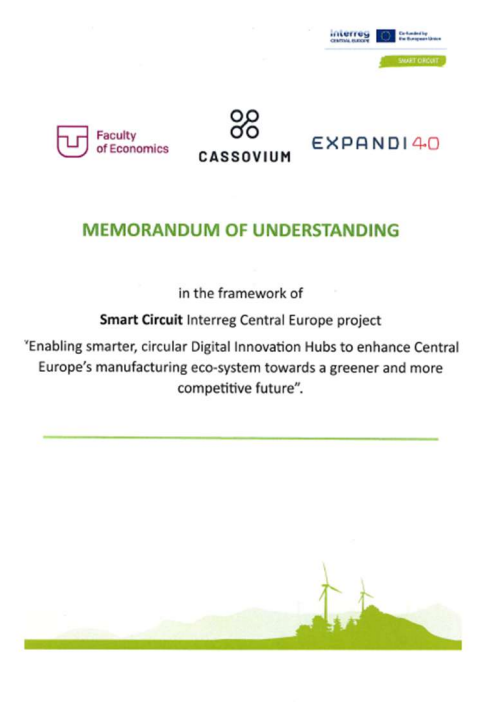 Interreg
CENTRAL EUROPE
Co-funded by
the European Union
SMART CIRCUIT
Faculty
of Economics
CASSOVIUM
EXPANDI 4.0
MEMORANDUM OF UNDERSTANDING
in the framework of
Smart Circuit Interreg Central Europe project
"Enabling smarter, circular Digital Innovation Hubs to enhance Central
Europe's manufacturing eco-system towards a greener and more
competitive future".